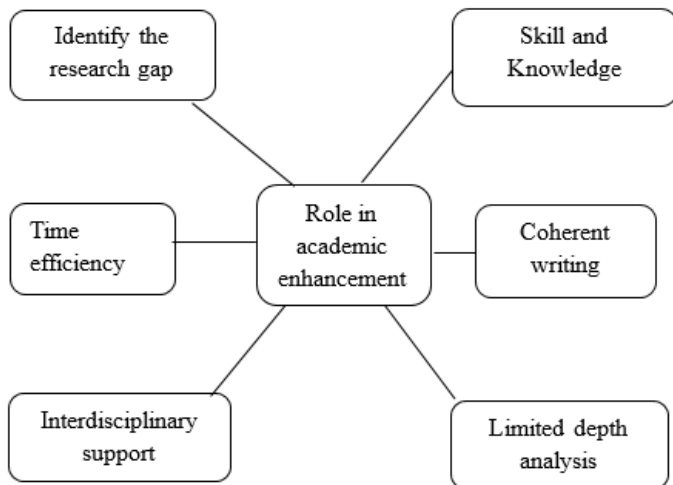 Identify the
research gap
Skill and
Knowledge
Role in
academic
enhancement
Time
efficiency
Coherent
writing
Interdisciplinary
support
Limited depth
analysis